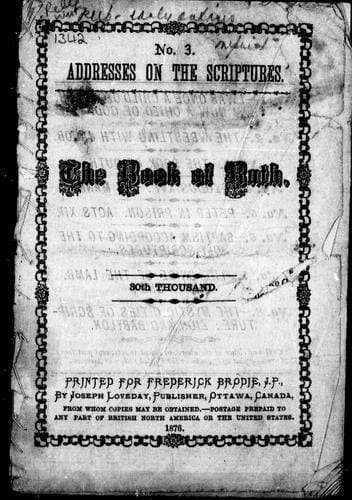 1342
No. 3.
ADDRESSES ON THE SCRIPTURES.
The Book of Ruth.
30th THOUSAND.
PRINTED FOR FREDERICK BRODIE, J.P.,
BY JOSEPH LOVEDAY, PUBLISHER, OTTAWA, CANADA,
FROM WHOM COPIES MAY BE OBTAINED.—POSTAGE PREPAID TO
ANY PART OF BRITISH NORTH AMERICA OR THE UNITED STATES.
1876.